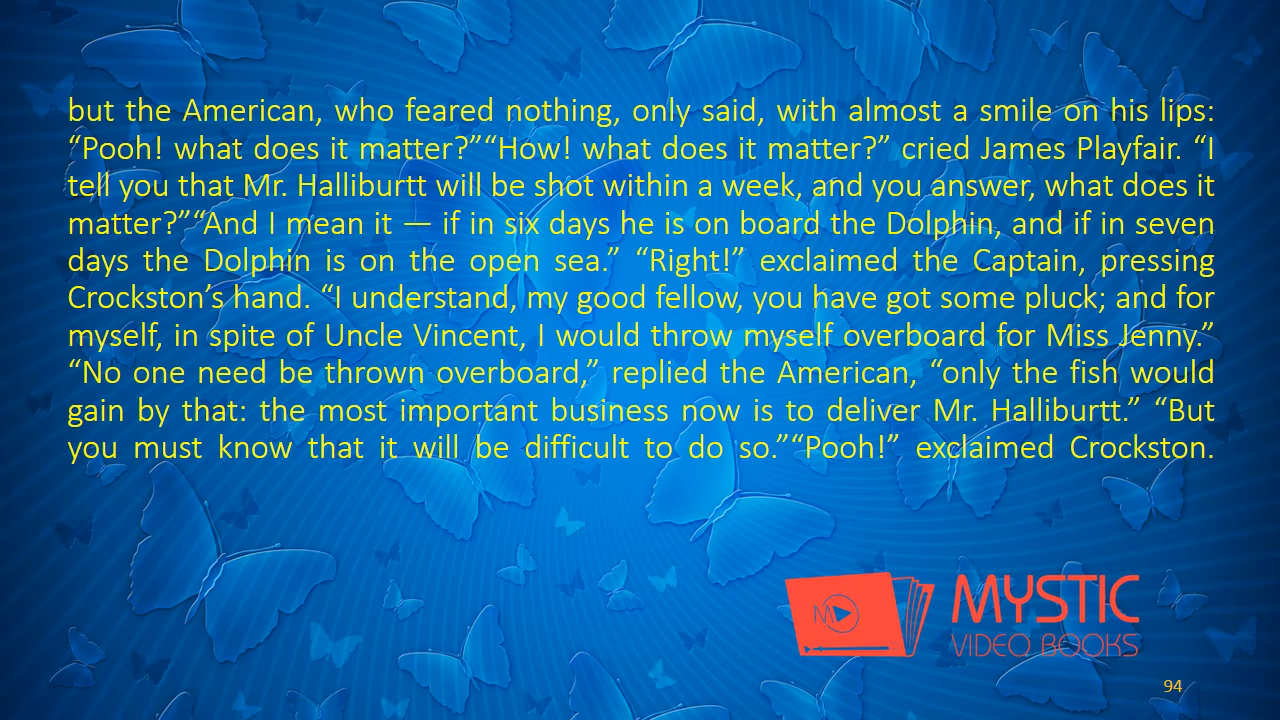 but the American, who feared nothing, only said, with almost a smile on his lips:
“Pooh! what does it matter?”“How! what does it matter?” cried James Playfair. “I
tell you that Mr. Halliburtt will be shot within a week, and you answer, what does it
matter?”“And I mean it — if in six days he is on board the Dolphin, and if in seven
days the Dolphin is on the open sea.” “Right!” exclaimed the Captain, pressing
Crockston’s hand. “I understand, my good fellow, you have got some pluck; and for
myself, in spite of Uncle Vincent, I would throw myself overboard for Miss Jenny.”
“No one need be thrown overboard,” replied the American, “only the fish would
gain by that: the most important business now is to deliver Mr. Halliburtt.” “But
you must know that it will be difficult to do so.”“Pooh!” exclaimed Crockston.
MYSTIC
VIDEO BOOKS
94